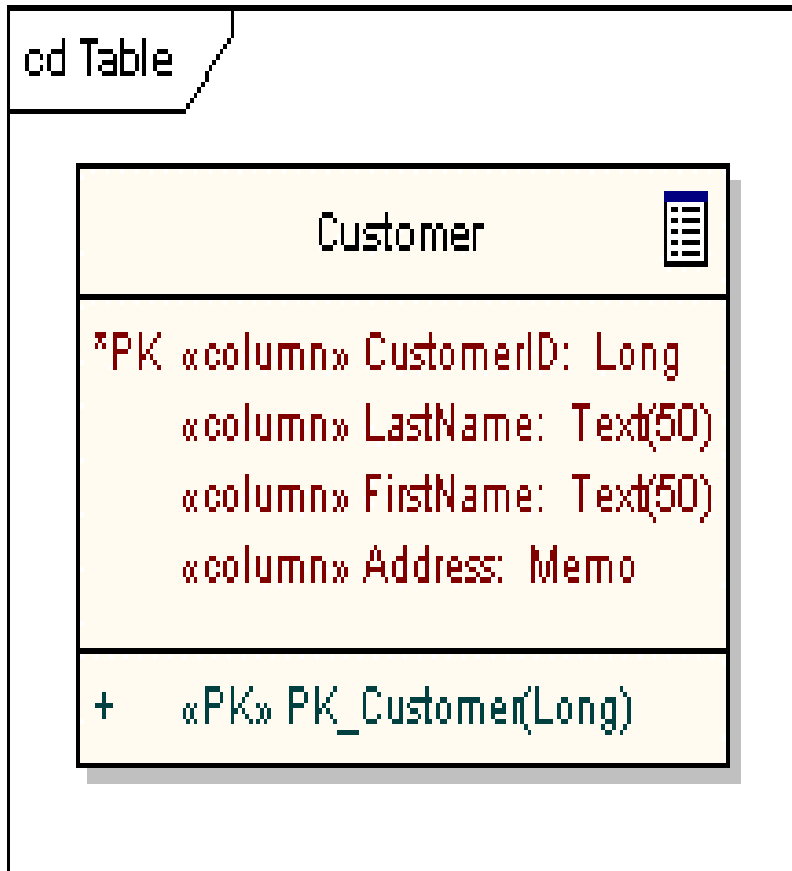 cd Table
Customer
*PK «column» CustomerID: Long
«column» LastName: Text(50)
«column» FirstName: Text(50)
«column» Address: Memo
+ «PK» PK_Customer(Long)